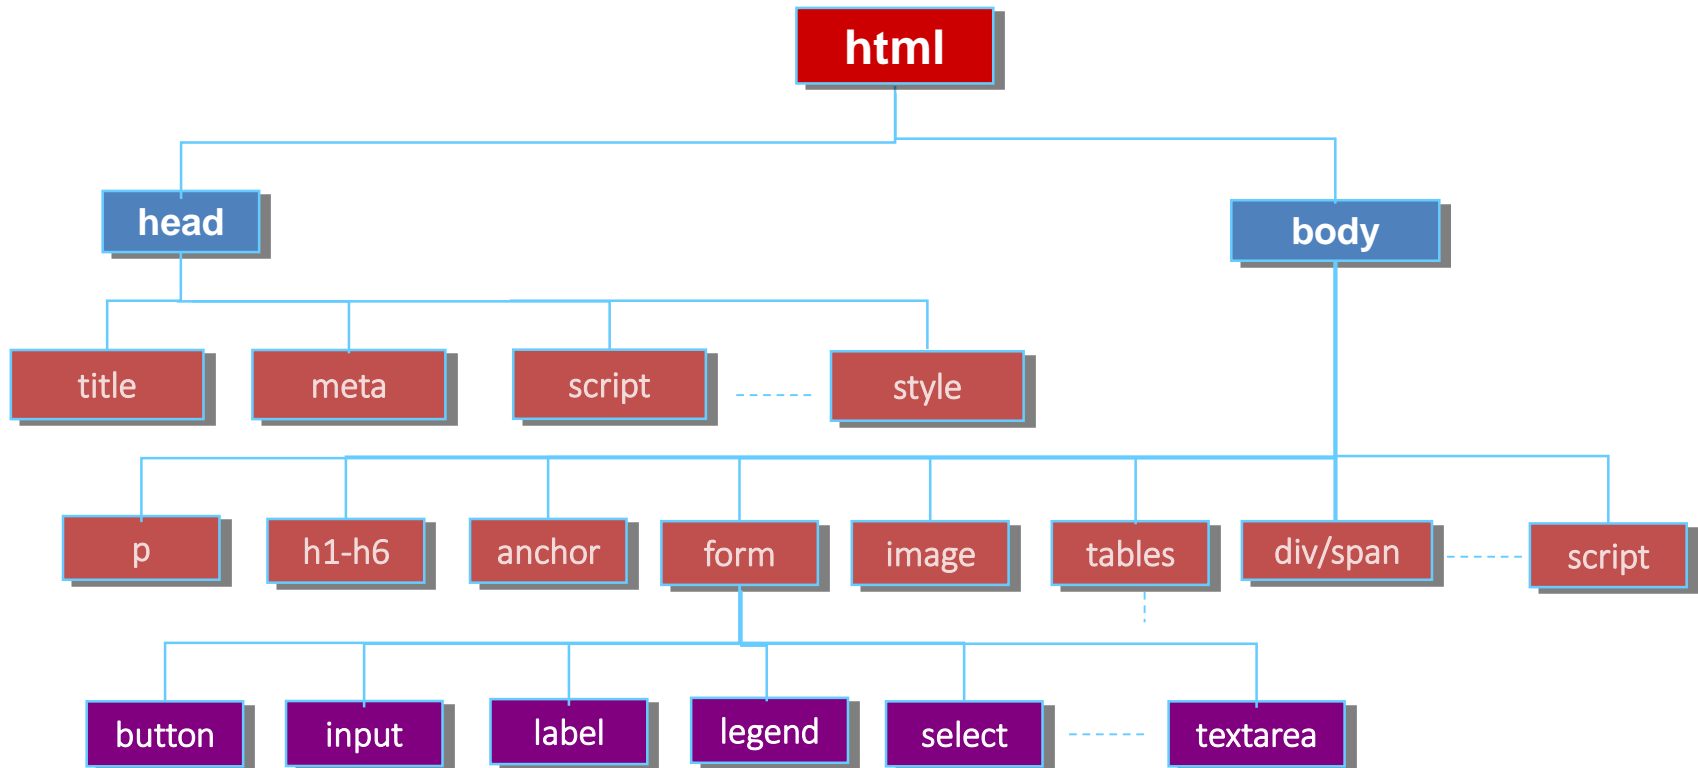 html
head
body
title
meta
script
style
p
h1-h6
anchor
form
image
tables
div/span
script
button
input
label
legend
select
textarea